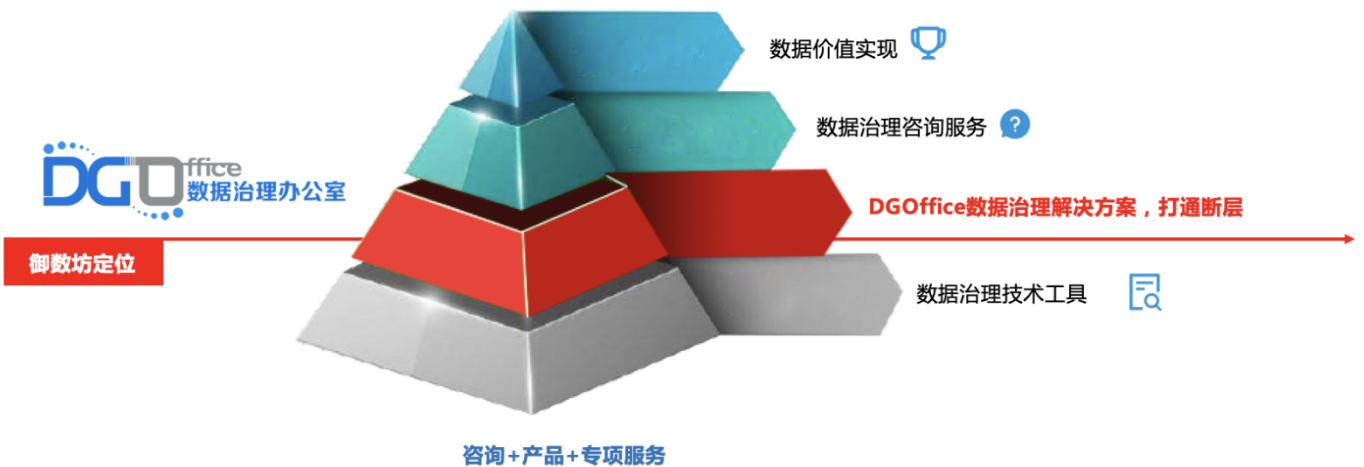 数据价值实现
数据治理咨询服务
?
DGOffice
数据治理办公室
DGOffice数据治理解决方案，打通断层
御数坊定位
数据治理技术工具
咨询+产品+专项服务